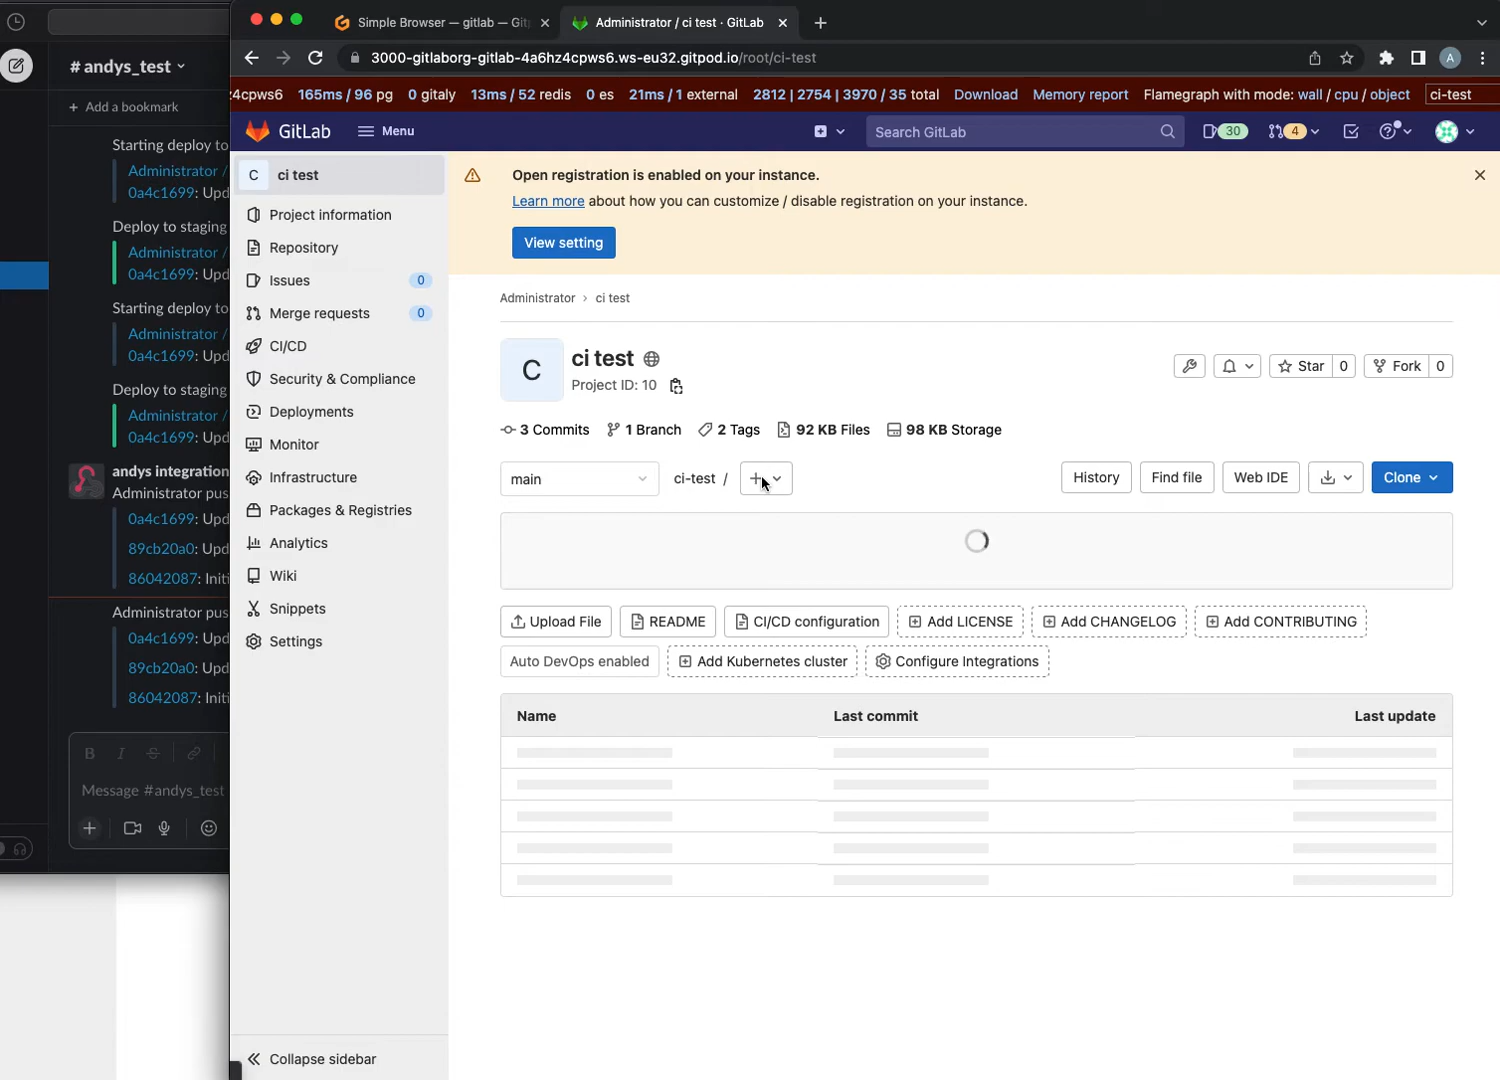 # andys_test
+ Add a bookmark
Starting deploy to
Administrator /
0a4c1699: Upd
Deploy to staging
Administrator /
0a4c1699: Upd
Starting deploy to
Administrator /
0a4c1699: Upd
Deploy to staging
Administrator /
0a4c1699: Upd
andys integration
Administrator pus
0a4c1699: Upd
89cb20a0: Upd
86042087: Initi
Administrator pus
0a4c1699: Upd
89cb20a0: Upd
86042087: Initi
B I S
Message #andys_test
Simple Browser — gitlab — Git
Administrator / ci test · GitLab
3000-gitlaborg-gitlab-4a6hz4cpws6.ws-eu32.gitpod.io/root/ci-test
A
z4cpws6 165ms / 96 pg 0 gitaly 13ms / 52 redis 0 es 21ms / 1 external 2812 | 2754 | 3970 / 35 total Download Memory report Flamegraph with mode: wall / cpu / object ci-test
GitLab Menu Search GitLab 30 4
C ci test
Project information
Repository
Issues 0
Merge requests 0
CI/CD
Security & Compliance
Deployments
Monitor
Infrastructure
Packages & Registries
Analytics
Wiki
Snippets
Settings
Collapse sidebar
Open registration is enabled on your instance.
Learn more about how you can customize / disable registration on your instance.
View setting
Administrator › ci test
C
ci test
Project ID: 10
Star 0 Fork 0
3 Commits 1 Branch 2 Tags 92 KB Files 98 KB Storage
main ci-test / + History Find file Web IDE Clone
Upload File README CI/CD configuration Add LICENSE Add CHANGELOG Add CONTRIBUTING
Auto DevOps enabled Add Kubernetes cluster Configure Integrations
Name Last commit Last update